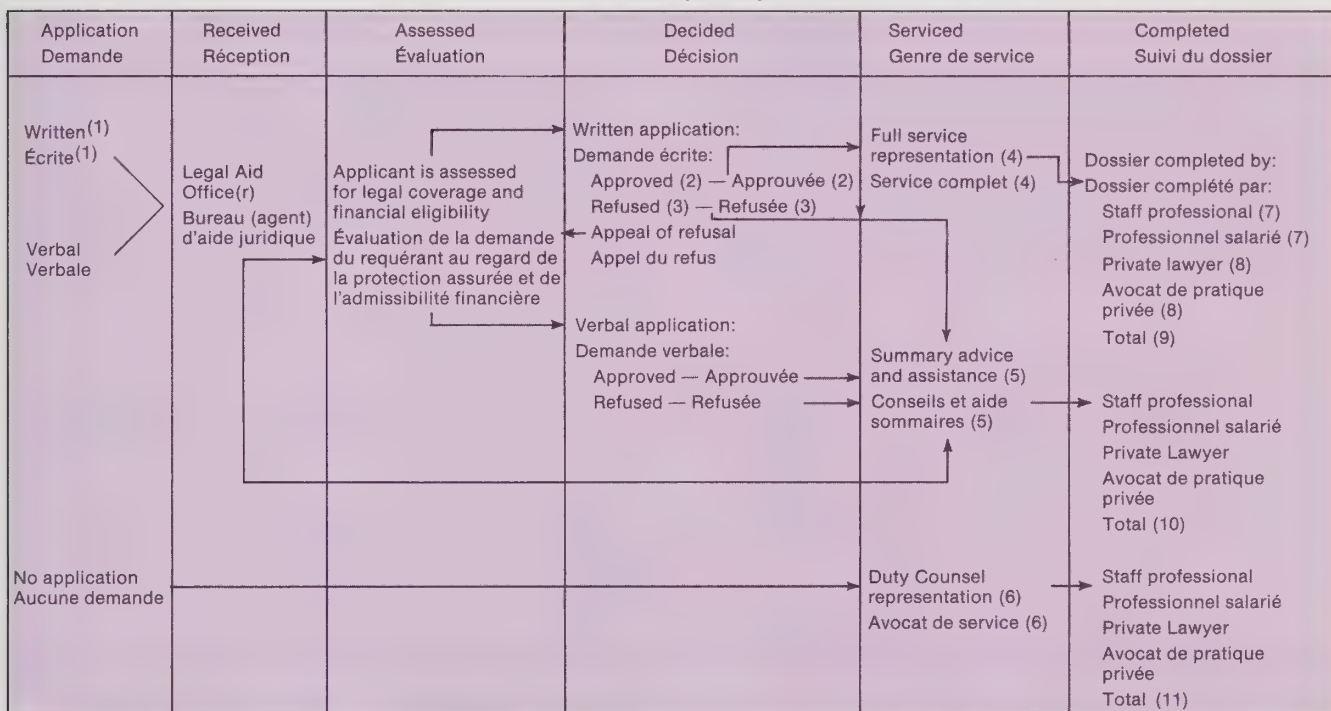 Application
Demande
Received
Réception
Assessed
Évaluation
Decided
Décision
Serviced
Genre de service
Completed
Suivi du dossier
Written(1)
Écrite(1)
Verbal
Verbale
No application
Aucune demande
Legal Aid
Office(r)
Bureau (agent)
d'aide juridique
Applicant is assessed
for legal coverage and
financial eligibility
Évaluation de la demande
du requérant au regard de
la protection assurée et de
l'admissibilité financière
Written application:
Demande écrite:
Approved (2) — Approuvée (2)
Refused (3) — Refusée (3)
Appeal of refusal
Appel du refus
Verbal application:
Demande verbale:
Approved — Approuvée
Refused — Refusée
Full service
representation (4)
Service complet (4)
Summary advice
and assistance (5)
Conseils et aide
sommaires (5)
Duty Counsel
representation (6)
Avocat de service (6)
Dossier completed by:
Dossier complété par:
Staff professional (7)
Professionnel salarié (7)
Private lawyer (8)
Avocat de pratique
privée (8)
Total (9)
Staff professional
Professionnel salarié
Private Lawyer
Avocat de pratique
privée
Total (10)
Staff professional
Professionnel salarié
Private Lawyer
Avocat de pratique
privée
Total (11)